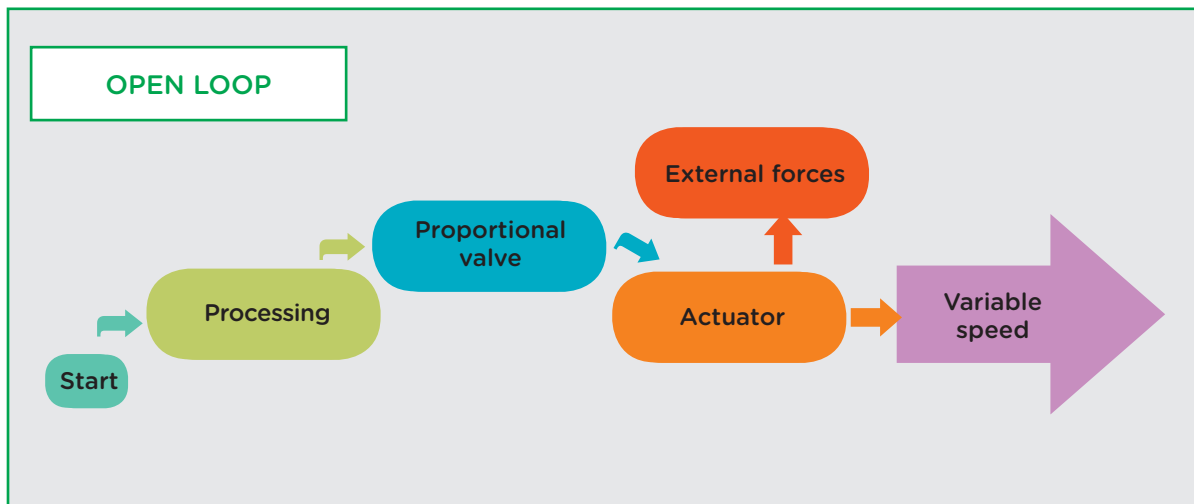 OPEN LOOP
Start
Processing
Proportional
valve
External forces
Actuator
Variable
speed